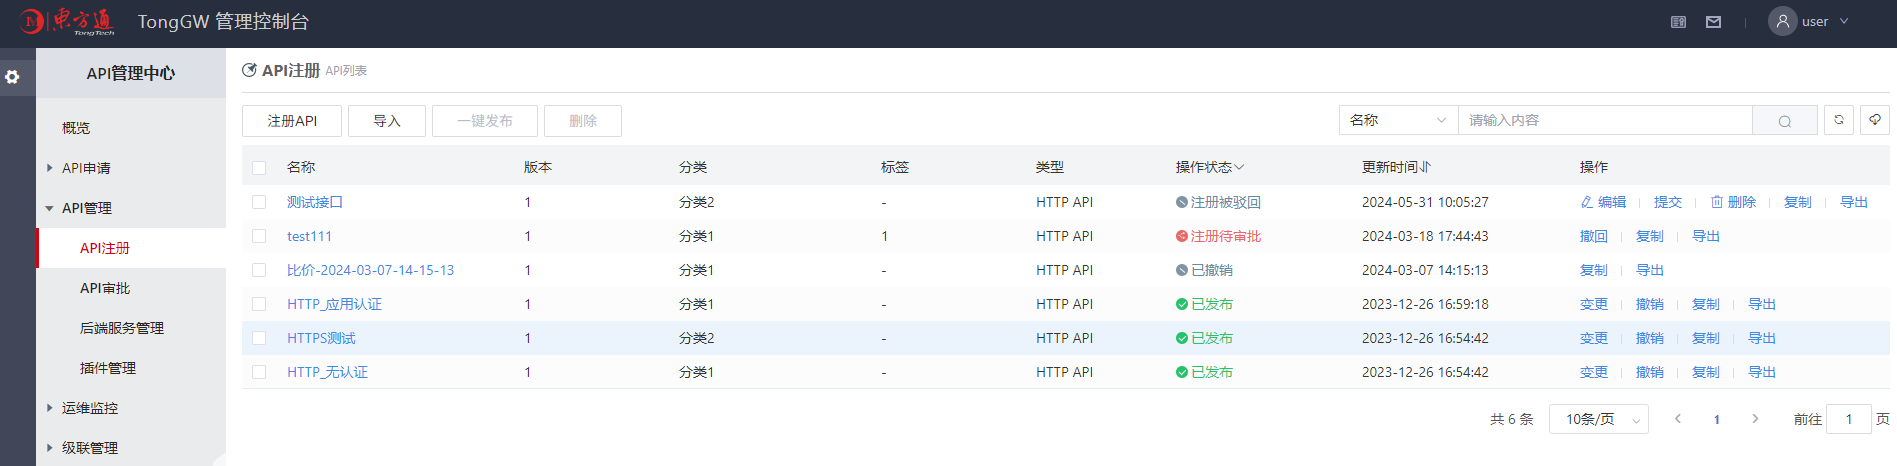 东方通 TongTech TongGW 管理控制台 user
API管理中心
概览
API申请
API管理
API注册
API审批
后端服务管理
插件管理
运维监控
级联管理
API注册 API列表
注册API 导入 一键发布 删除 名称 请输入内容
名称 版本 分类 标签 类型 操作状态 更新时间 操作
测试接口 1 分类2 - HTTP API 注册被驳回 2024-05-31 10:05:27 编辑 提交 删除 复制 导出
test111 1 分类1 1 HTTP API 注册待审批 2024-03-18 17:44:43 撤回 复制 导出
比价-2024-03-07-14-15-13 1 分类1 - HTTP API 已撤销 2024-03-07 14:15:13 复制 导出
HTTP_应用认证 1 分类1 - HTTP API 已发布 2023-12-26 16:59:18 变更 撤销 复制 导出
HTTPS测试 1 分类2 - HTTP API 已发布 2023-12-26 16:54:42 变更 撤销 复制 导出
HTTP_无认证 1 分类1 - HTTP API 已发布 2023-12-26 16:54:42 变更 撤销 复制 导出
共 6 条 10条/页 1 前往 1 页